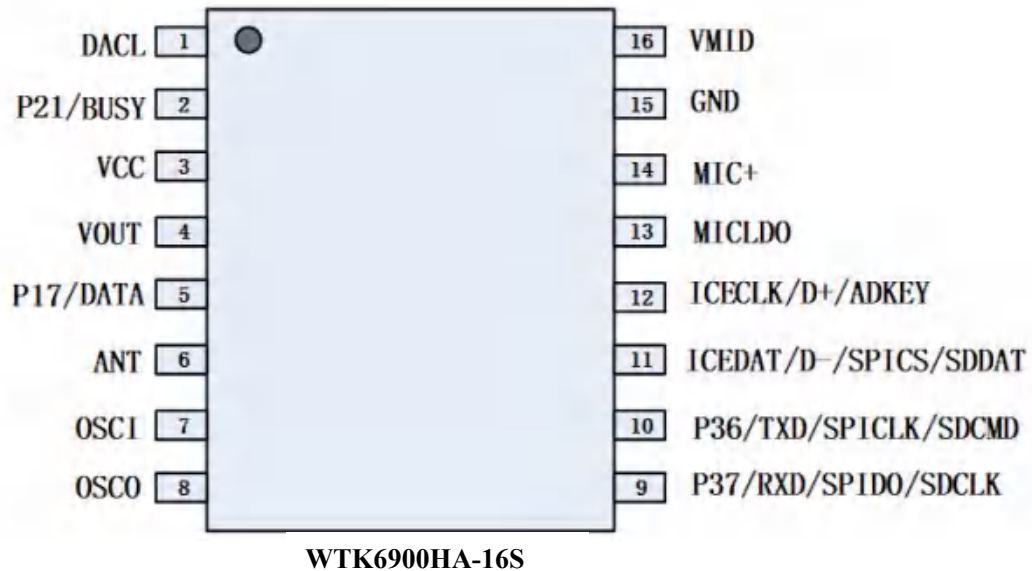 DACL 1 16 VMID
P21/BUSY 2 15 GND
VCC 3 14 MIC+
VOUT 4 13 MICLDO
P17/DATA 5 12 ICECLK/D+/ADKEY
ANT 6 11 ICEDAT/D-/SPICS/SDDAT
OSCI 7 10 P36/TXD/SPICLK/SDCMD
OSCO 8 9 P37/RXD/SPIDO/SDCLK
WTK6900HA-16S